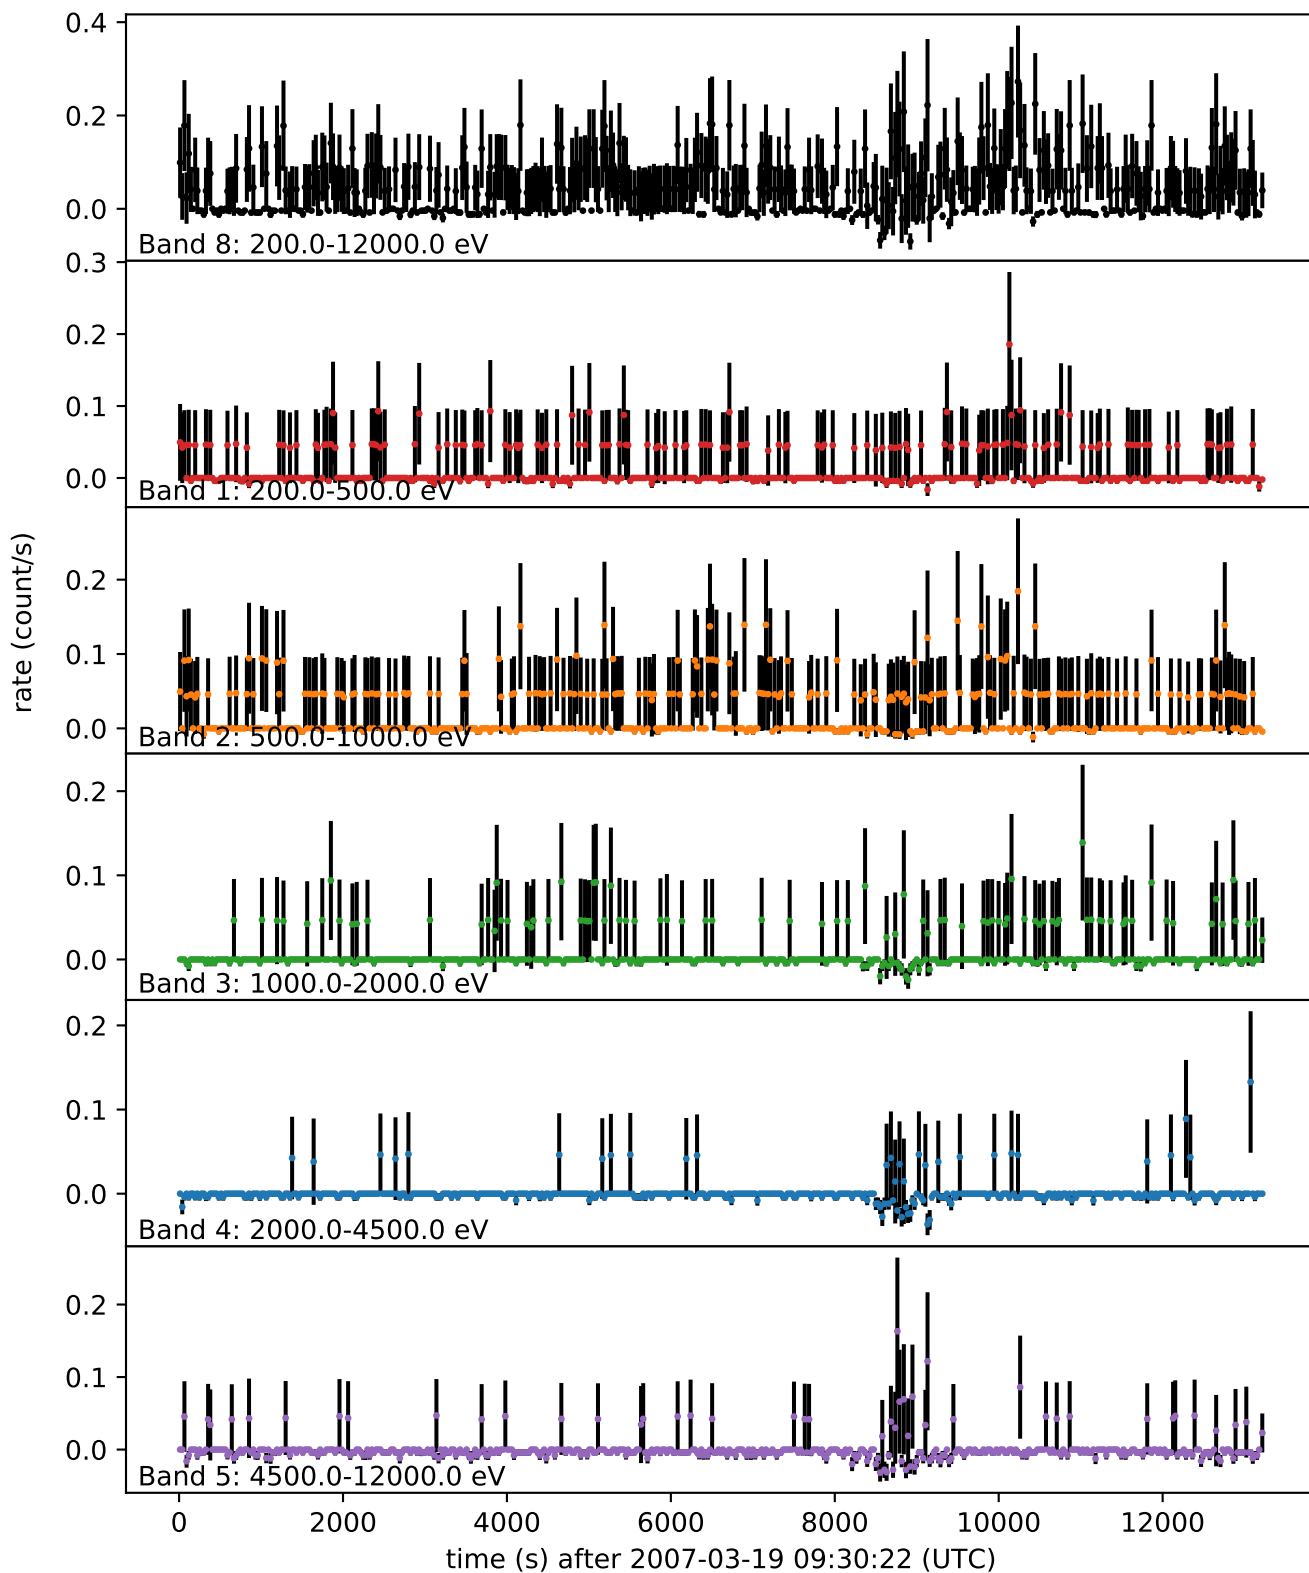 0.4
0.2
0.0
Band 8: 200.0-12000.0 eV
0.3
0.2
0.1
0.0
Band 1: 200.0-500.0 eV
rate (count/s)
0.2
0.1
0.0
Band 2: 500.0-1000.0 eV
0.2
0.1
0.0
Band 3: 1000.0-2000.0 eV
0.2
0.1
0.0
Band 4: 2000.0-4500.0 eV
0.2
0.1
0.0
Band 5: 4500.0-12000.0 eV
0 2000 4000 6000 8000 10000 12000
time (s) after 2007-03-19 09:30:22 (UTC)